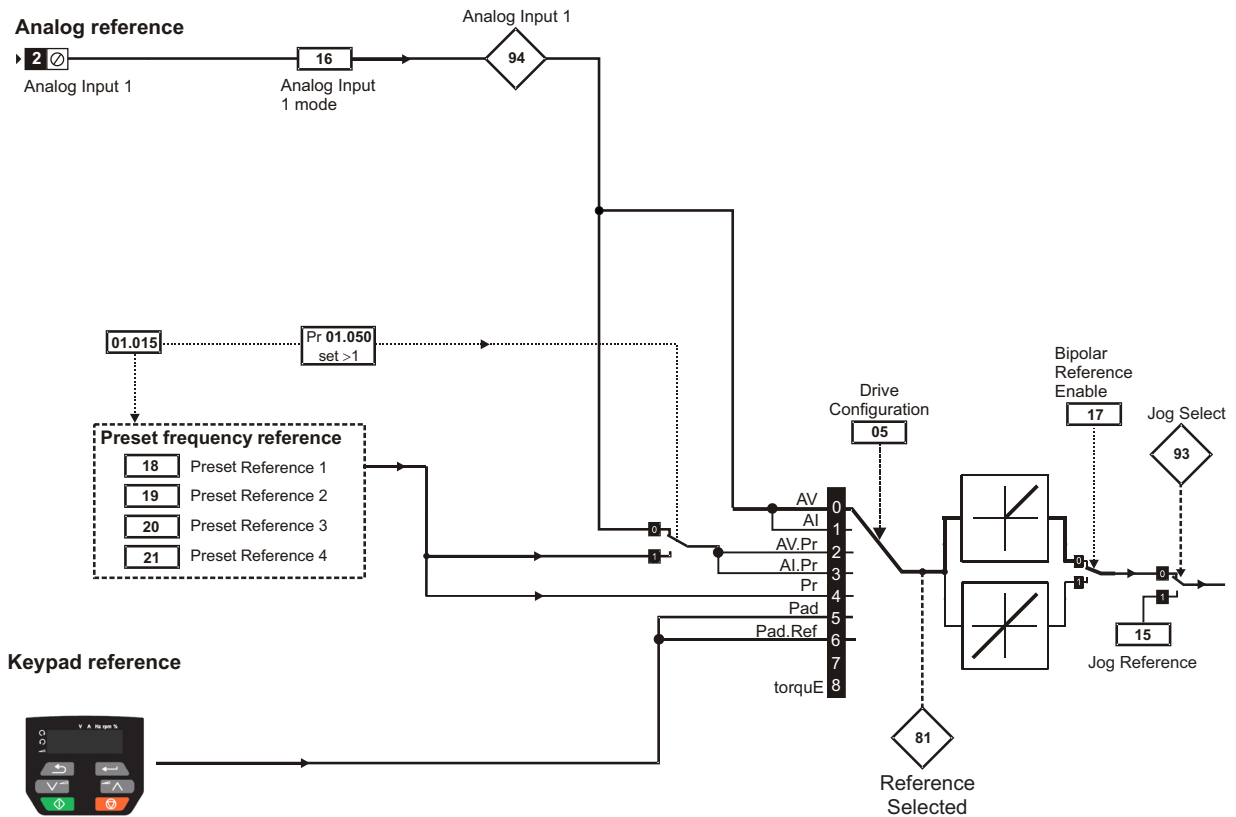 Analog reference
Analog Input 1
2
16
94
Analog Input 1
Analog Input
1 mode
01.015
Pr 01.050
set >1
Preset frequency reference
18 Preset Reference 1
19 Preset Reference 2
20 Preset Reference 3
21 Preset Reference 4
0
1
Drive
Configuration
05
AV 0
AI 1
AV.Pr 2
AI.Pr 3
Pr 4
Pad 5
Pad.Ref 6
7
torquE 8
81
Reference
Selected
Bipolar
Reference
Enable
17
0
1
Jog Select
93
0
1
15
Jog Reference
Keypad reference
V A Hz rpm %